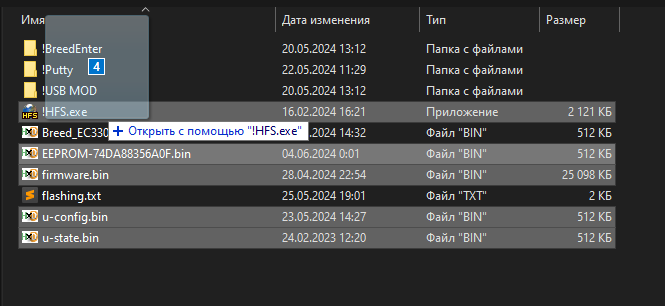 Имя Дата изменения Тип Размер
!BreedEnter 20.05.2024 13:12 Папка с файлами
!Putty 4 22.05.2024 11:29 Папка с файлами
!USB MOD 20.05.2024 13:12 Папка с файлами
!HFS.exe 16.02.2024 16:21 Приложение 2 121 КБ
Breed_EC330 + Открыть с помощью "!HFS.exe" 2024 14:32 Файл "BIN" 512 КБ
EEPROM-74DA88356A0F.bin 04.06.2024 0:01 Файл "BIN" 512 КБ
firmware.bin 28.04.2024 22:54 Файл "BIN" 25 098 КБ
flashing.txt 25.05.2024 19:01 Файл "TXT" 2 КБ
u-config.bin 23.05.2024 14:27 Файл "BIN" 512 КБ
u-state.bin 24.02.2023 12:20 Файл "BIN" 512 КБ